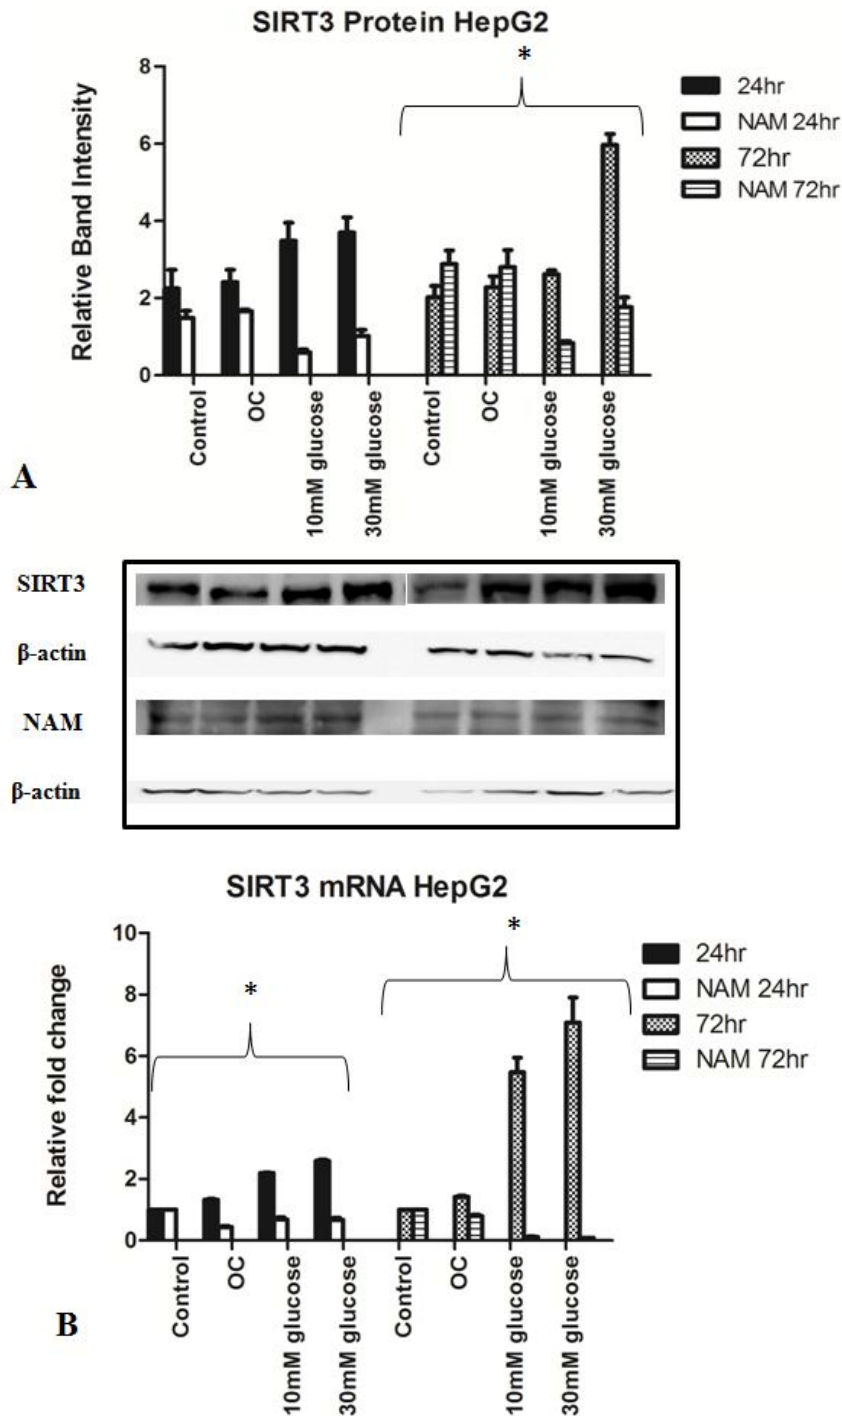 SIRT3 Protein HepG2
*
Relative Band Intensity
8
6
4
2
0
24hr
NAM 24hr
72hr
NAM 72hr
Control
OC
10mM glucose
30mM glucose
Control
OC
10mM glucose
30mM glucose
A
SIRT3
β-actin
NAM
β-actin
SIRT3 mRNA HepG2
*
*
Relative fold change
10
8
6
4
2
0
24hr
NAM 24hr
72hr
NAM 72hr
Control
OC
10mM glucose
30mM glucose
Control
OC
10mM glucose
30mM glucose
B